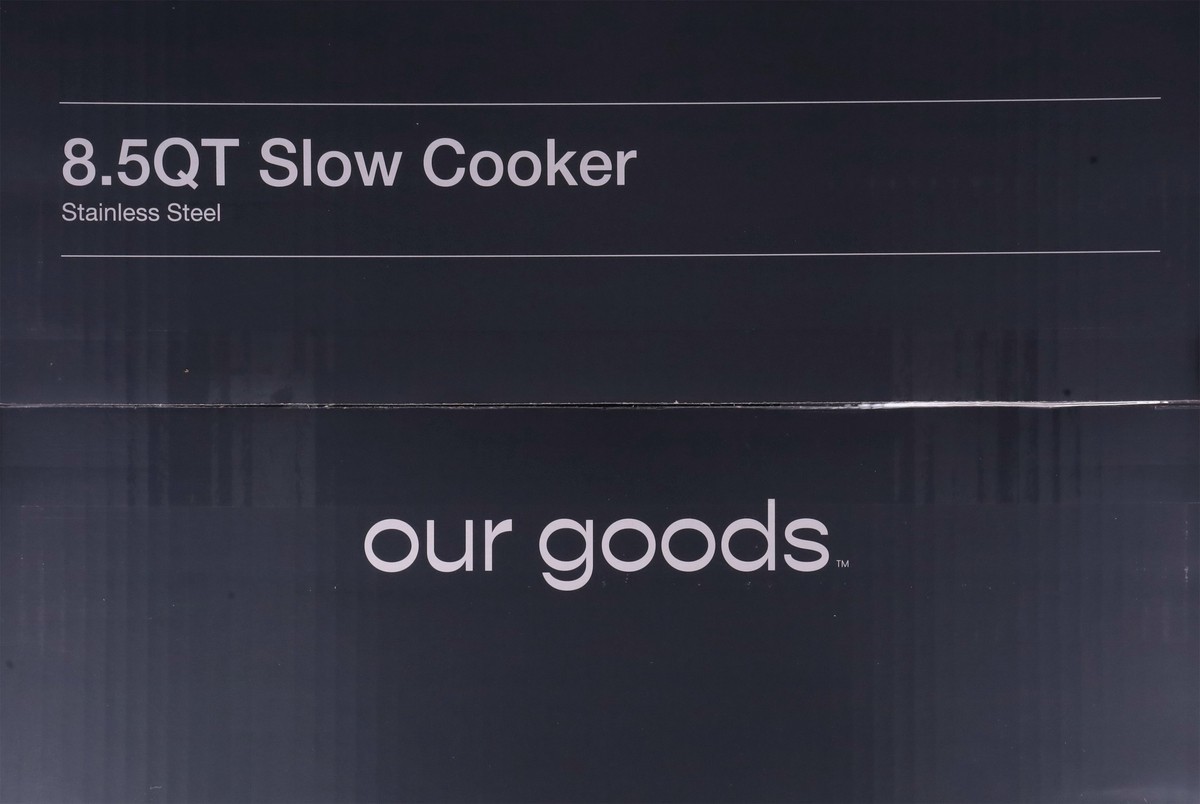 8.5QT Slow Cooker
Stainless Steel
our goods™